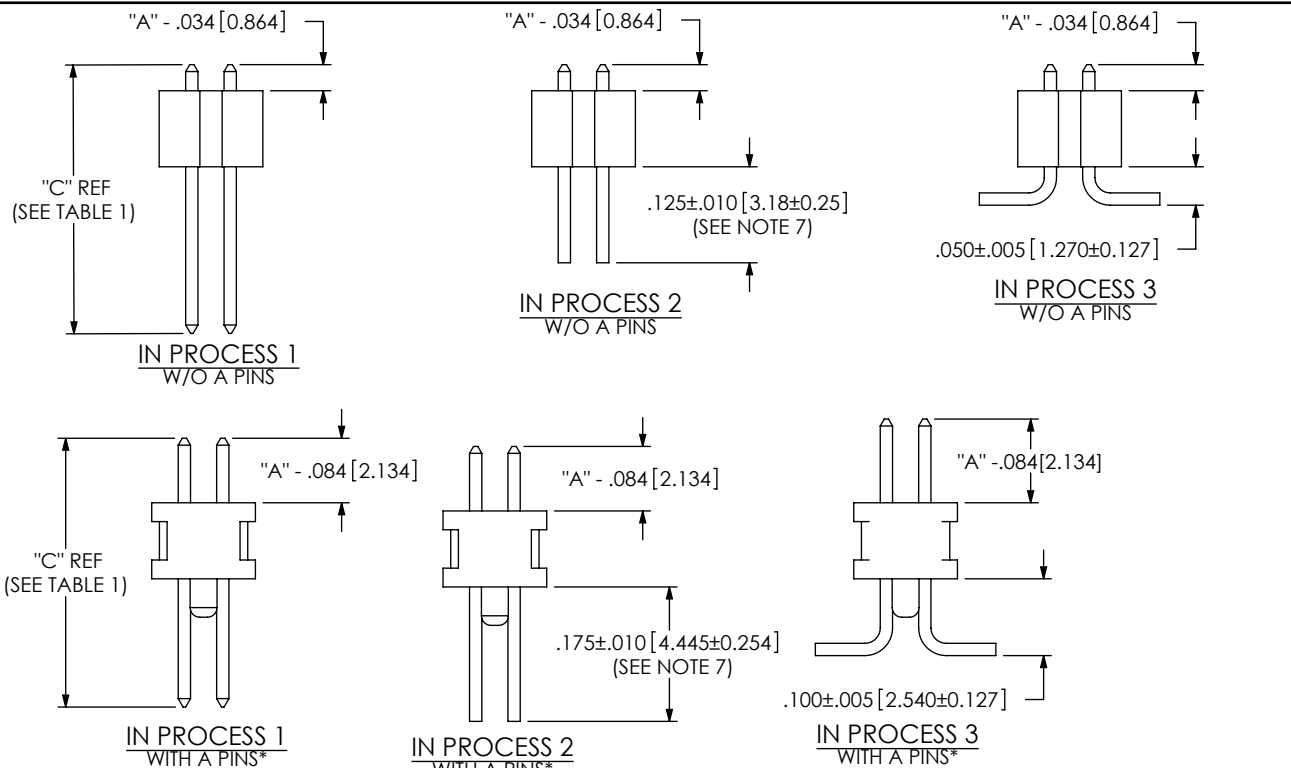 "A" - .034 [0.864]
"A" - .034 [0.864]
"A" - .034 [0.864]
"C" REF
(SEE TABLE 1)
.125±.010 [3.18±0.25]
(SEE NOTE 7)
.050±.005 [1.270±0.127]
IN PROCESS 1
W/O A PINS
IN PROCESS 2
W/O A PINS
IN PROCESS 3
W/O A PINS
"A" - .084 [2.134]
"A" - .084 [2.134]
"A" -.084[2.134]
"C" REF
(SEE TABLE 1)
.175±.010 [4.445±0.254]
(SEE NOTE 7)
.100±.005 [2.540±0.127]
IN PROCESS 1
WITH A PINS*
IN PROCESS 2
WITH A PINS*
IN PROCESS 3
WITH A PINS*